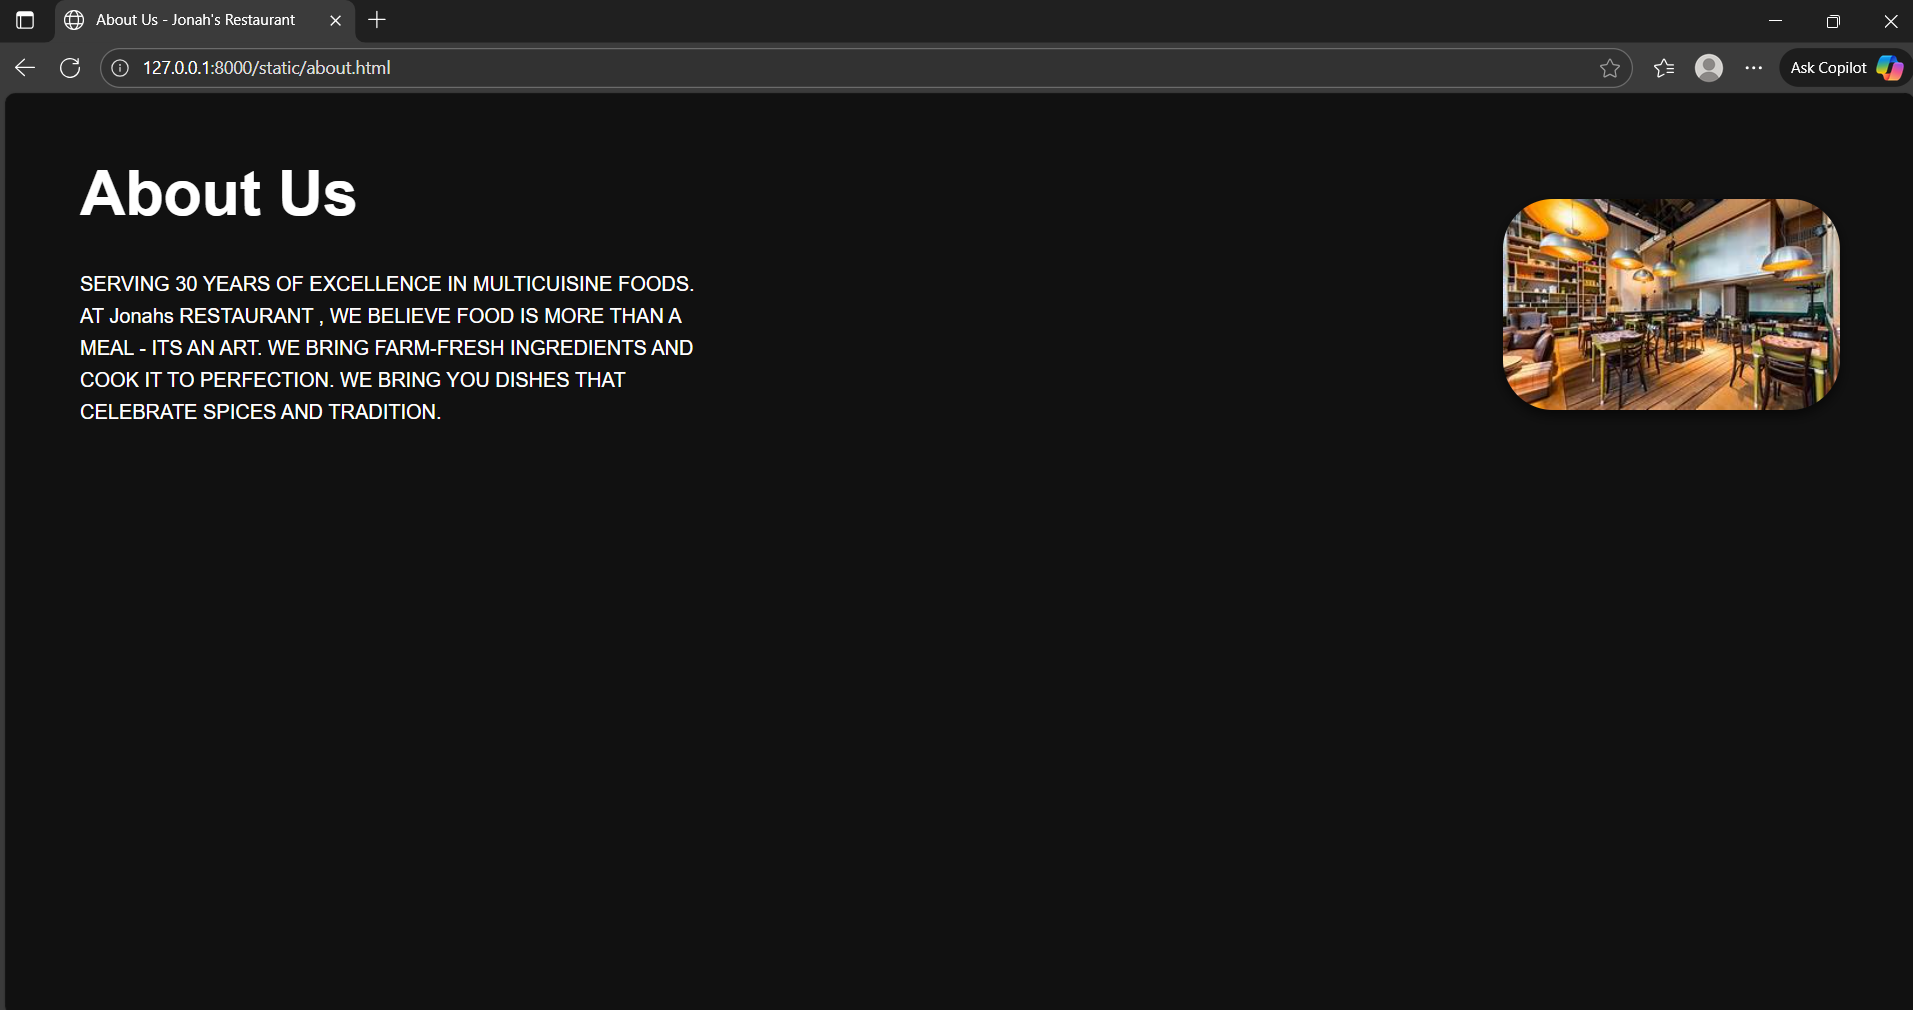 About Us - Jonah's Restaurant
127.0.0.1:8000/static/about.html
Ask Copilot
About Us
SERVING 30 YEARS OF EXCELLENCE IN MULTICUISINE FOODS.
AT Jonahs RESTAURANT , WE BELIEVE FOOD IS MORE THAN A
MEAL - ITS AN ART. WE BRING FARM-FRESH INGREDIENTS AND
COOK IT TO PERFECTION. WE BRING YOU DISHES THAT
CELEBRATE SPICES AND TRADITION.